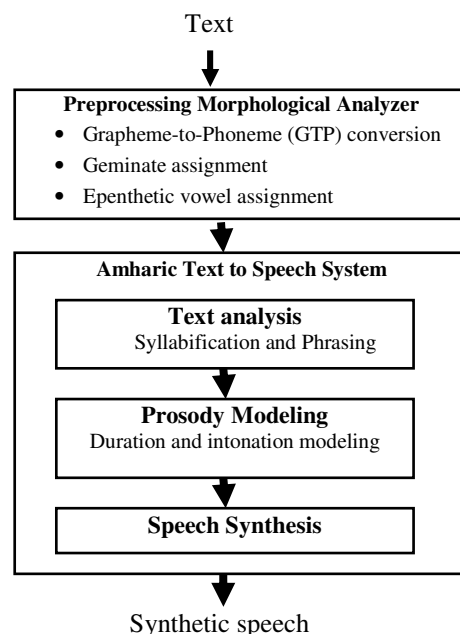 Text
Preprocessing Morphological Analyzer
• Grapheme-to-Phoneme (GTP) conversion
• Geminate assignment
• Epenthetic vowel assignment
Amharic Text to Speech System
Text analysis
Syllabification and Phrasing
Prosody Modeling
Duration and intonation modeling
Speech Synthesis
Synthetic speech